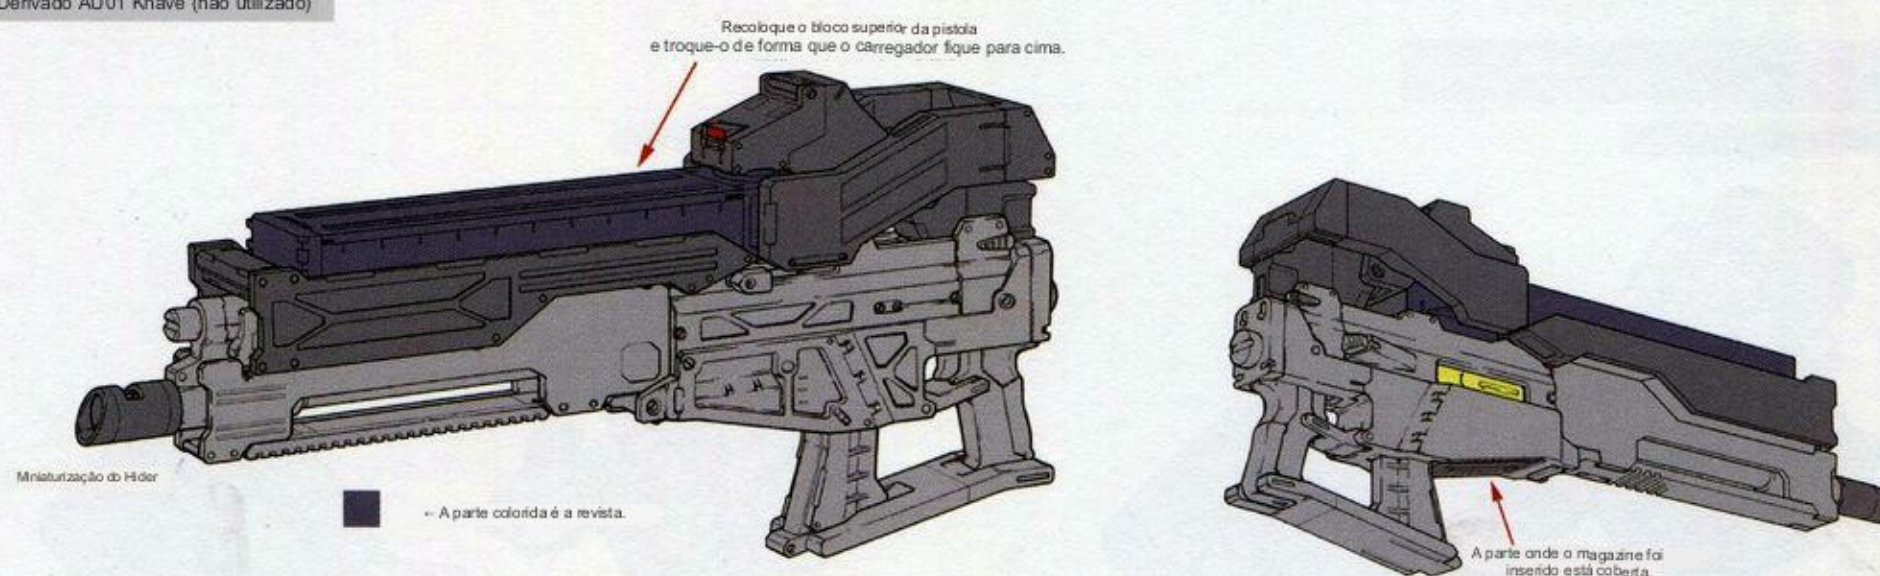 Derivado AD01 Knave (não utilizado)
Recoloque o bloco superior da pistola
e troque-o de forma que o carregador fique para cima.
Miniaturização do Hider
← A parte colorida é a revista.
A parte onde o magazine foi
inserido está coberta.